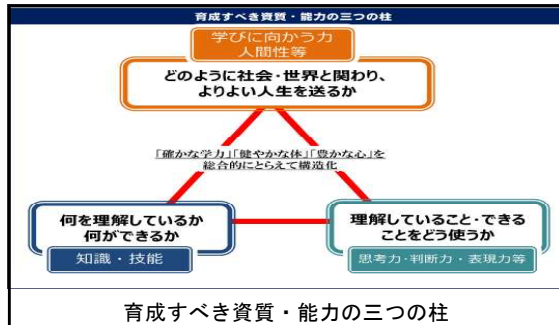 育成すべき資質・能力の三つの柱
学びに向かう力
人間性等
どのように社会・世界と関わり、
よりよい人生を送るか
「確かな学力」「健やかな体」「豊かな心」を
総合的にとらえて構造化
何を理解しているか
何ができるか
知識・技能
理解していること・できる
ことをどう使うか
思考力・判断力・表現力等
育成すべき資質・能力の三つの柱